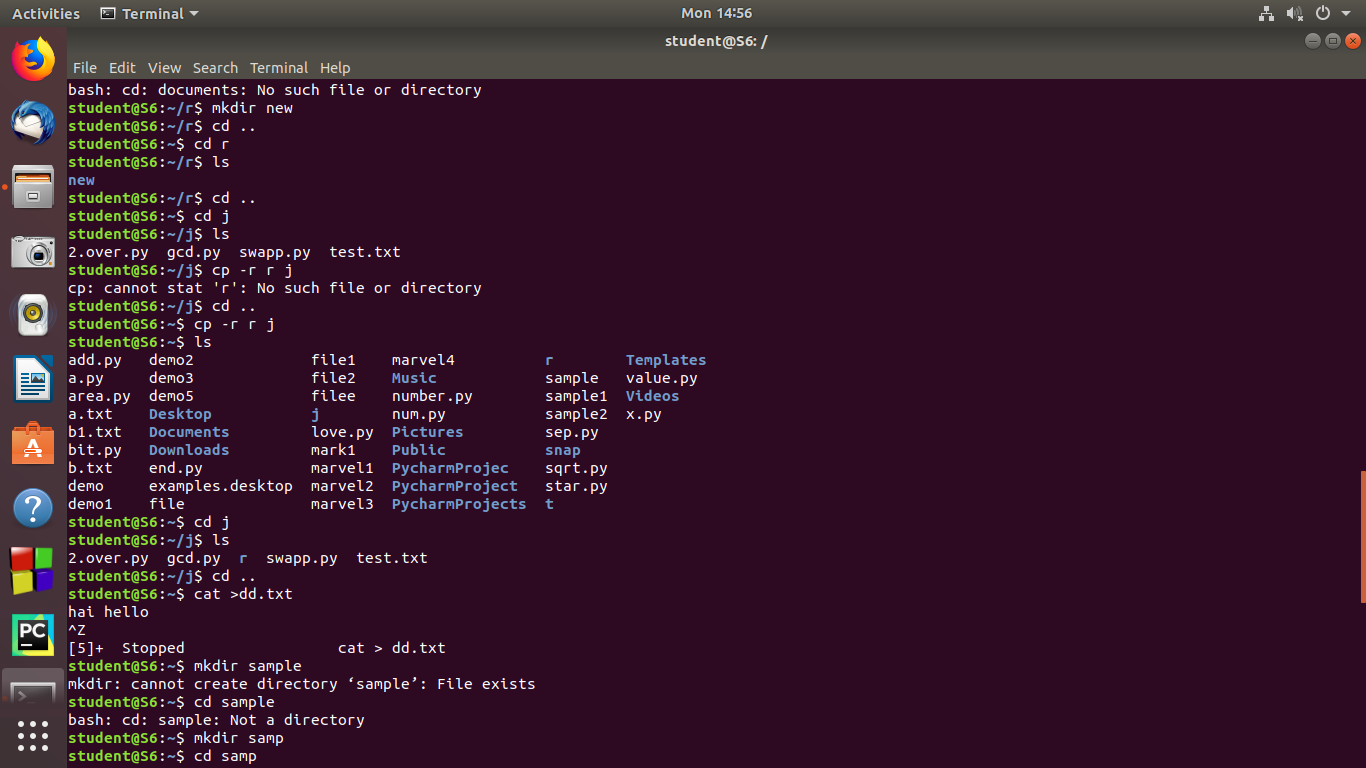 Activities Terminal Mon 14:56
student@S6: /
File Edit View Search Terminal Help
bash: cd: documents: No such file or directory
student@S6:~/r$ mkdir new
student@S6:~/r$ cd ..
student@S6:~$ cd r
student@S6:~/r$ ls
new
student@S6:~/r$ cd ..
student@S6:~$ cd j
student@S6:~/j$ ls
2.over.py  gcd.py  swapp.py  test.txt
student@S6:~/j$ cp -r r j
cp: cannot stat 'r': No such file or directory
student@S6:~/j$ cd ..
student@S6:~$ cp -r r j
student@S6:~$ ls
add.py   demo2             file1    marvel4          r        Templates
a.py     demo3             file2    Music            sample   value.py
area.py  demo5             filee    number.py        sample1  Videos
a.txt    Desktop           j        num.py           sample2  x.py
b1.txt   Documents         love.py  Pictures         sep.py
bit.py   Downloads         mark1    Public           snap
b.txt    end.py            marvel1  PycharmProjec    sqrt.py
demo     examples.desktop  marvel2  PycharmProject   star.py
demo1    file              marvel3  PycharmProjects  t
student@S6:~$ cd j
student@S6:~/j$ ls
2.over.py  gcd.py  r  swapp.py  test.txt
student@S6:~/j$ cd ..
student@S6:~$ cat >dd.txt
hai hello
^Z
[5]+  Stopped                 cat > dd.txt
student@S6:~$ mkdir sample
mkdir: cannot create directory ‘sample’: File exists
student@S6:~$ cd sample
bash: cd: sample: Not a directory
student@S6:~$ mkdir samp
student@S6:~$ cd samp
PC